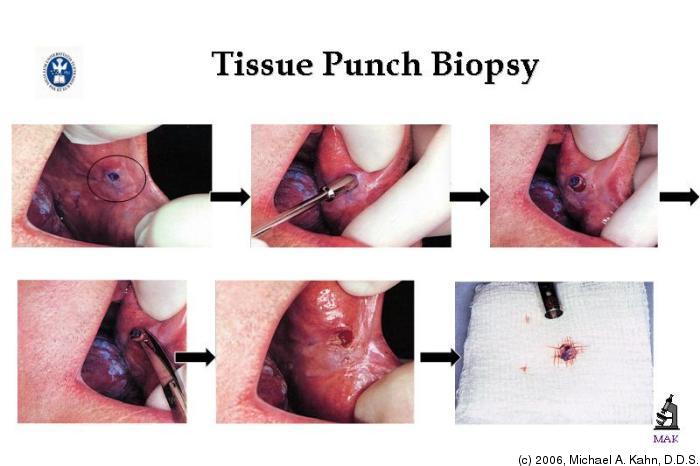 Tissue Punch Biopsy
MAK
(c) 2006, Michael A. Kahn, D.D.S.